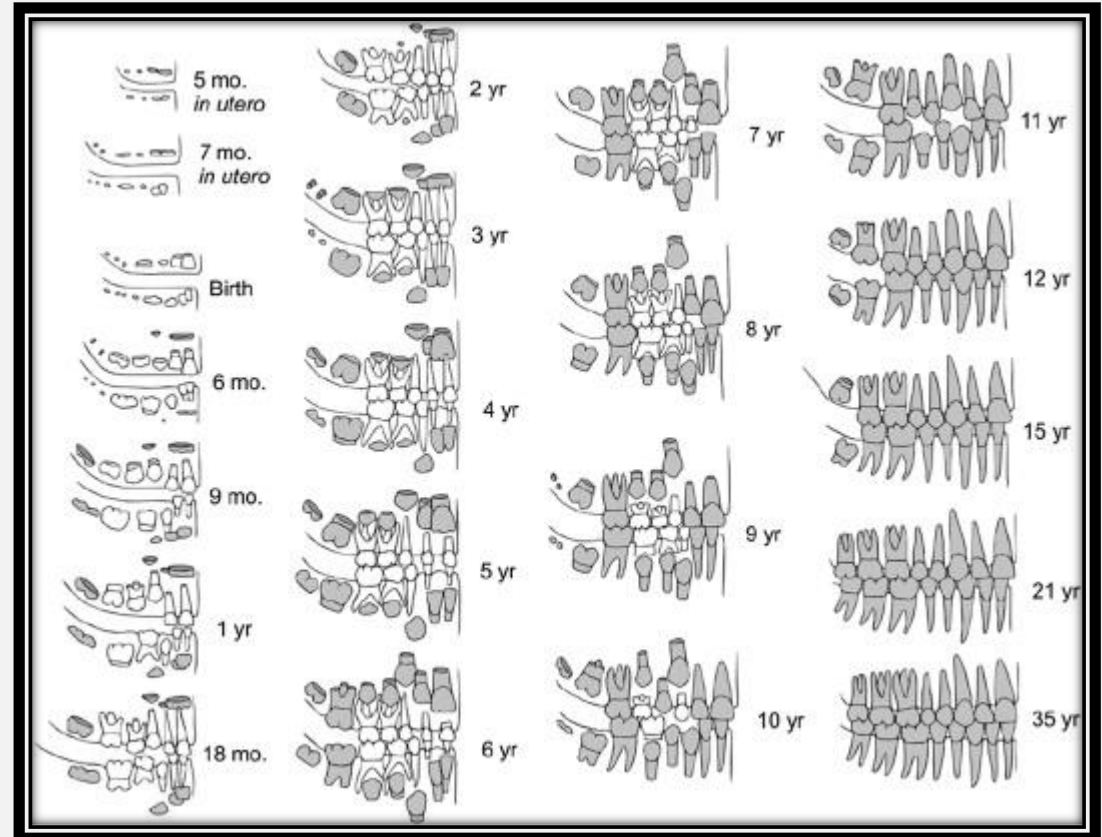 5 mo.
in utero
7 mo.
in utero
Birth
6 mo.
9 mo.
1 yr
18 mo.
2 yr
3 yr
4 yr
5 yr
6 yr
7 yr
8 yr
9 yr
10 yr
11 yr
12 yr
15 yr
21 yr
35 yr